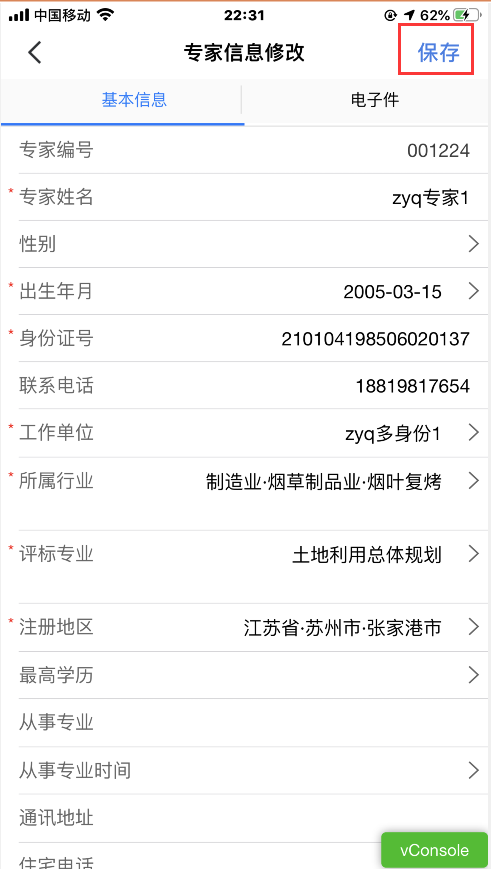 中国移动 22:31 62%
专家信息修改 保存
基本信息 电子件
专家编号 001224
* 专家姓名 zyq专家1
性别
* 出生年月 2005-03-15
* 身份证号 210104198506020137
联系电话 18819817654
* 工作单位 zyq多身份1
* 所属行业 制造业·烟草制品业·烟叶复烤
* 评标专业 土地利用总体规划
* 注册地区 江苏省·苏州市·张家港市
最高学历
从事专业
从事专业时间
通讯地址
vConsole
住宅电话